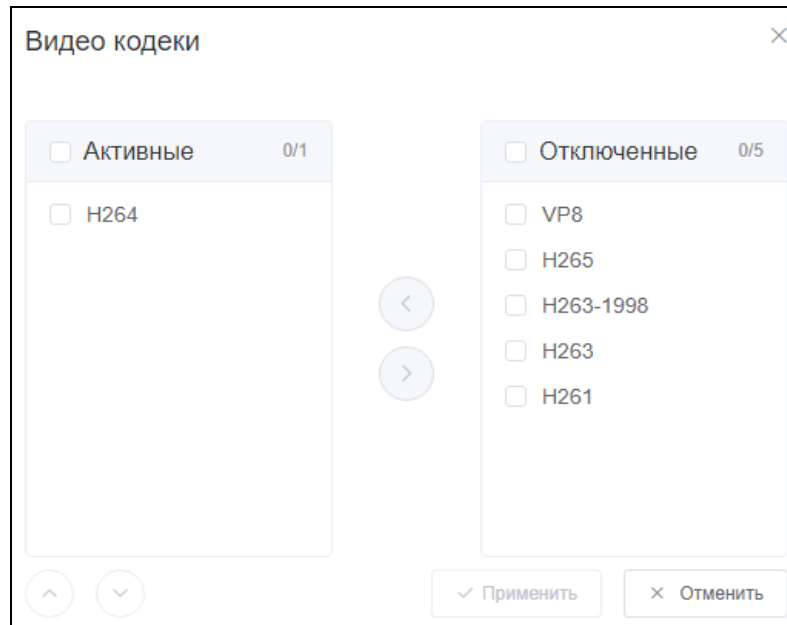 Видео кодеки
Активные 0/1
H264
Отключенные 0/5
VP8
H265
H263-1998
H263
H261
Применить
Отменить